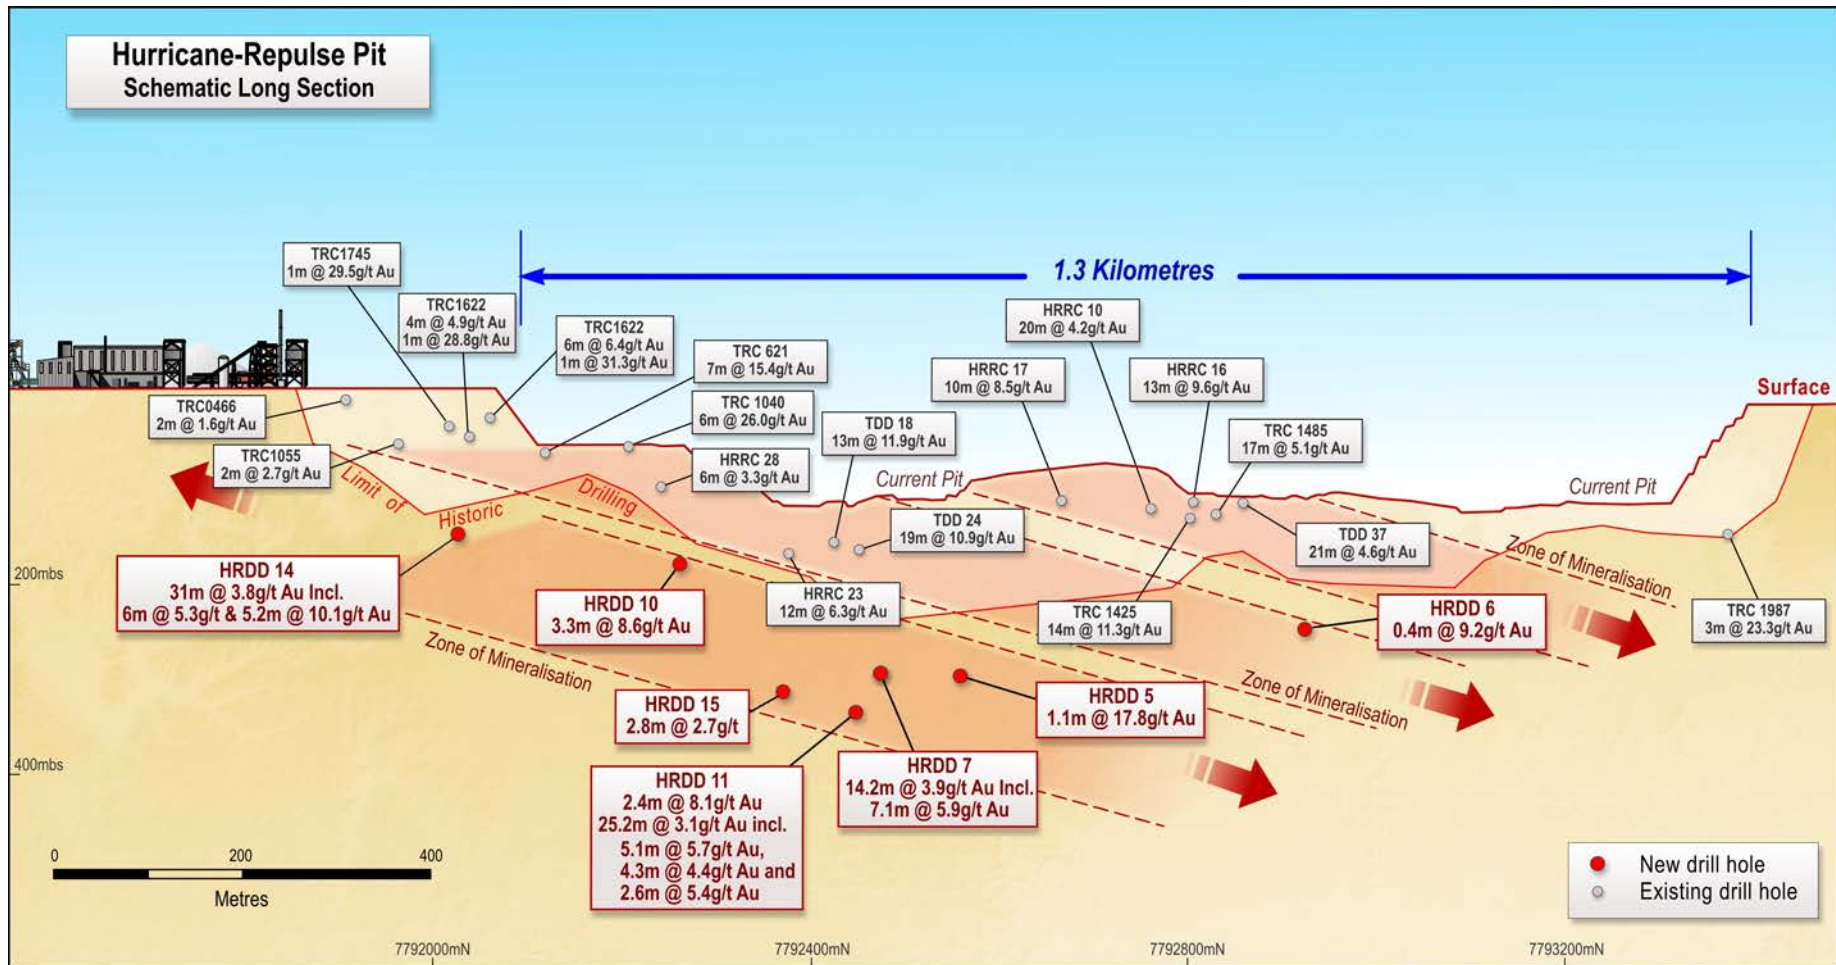 Hurricane-Repulse Pit
Schematic Long Section
1.3 Kilometres
TRC1745
1m @ 29.5g/t Au
TRC1622
4m @ 4.9g/t Au
1m @ 28.8g/t Au
TRC1622
6m @ 6.4g/t Au
1m @ 31.3g/t Au
TRC 621
7m @ 15.4g/t Au
HRRC 10
20m @ 4.2g/t Au
HRRC 17
10m @ 8.5g/t Au
HRRC 16
13m @ 9.6g/t Au
Surface
TRC0466
2m @ 1.6g/t Au
TRC 1040
6m @ 26.0g/t Au
TDD 18
13m @ 11.9g/t Au
TRC 1485
17m @ 5.1g/t Au
TRC1055
2m @ 2.7g/t Au
HRRC 28
6m @ 3.3g/t Au
Current Pit
Current Pit
Limit of Historic Drilling
TDD 24
19m @ 10.9g/t Au
TDD 37
21m @ 4.6g/t Au
Zone of Mineralisation
200mbs
HRDD 14
31m @ 3.8g/t Au Incl.
6m @ 5.3g/t & 5.2m @ 10.1g/t Au
HRDD 10
3.3m @ 8.6g/t Au
HRRC 23
12m @ 6.3g/t Au
TRC 1425
14m @ 11.3g/t Au
HRDD 6
0.4m @ 9.2g/t Au
TRC 1987
3m @ 23.3g/t Au
Zone of Mineralisation
Zone of Mineralisation
HRDD 15
2.8m @ 2.7g/t
HRDD 5
1.1m @ 17.8g/t Au
400mbs
HRDD 11
2.4m @ 8.1g/t Au
25.2m @ 3.1g/t Au incl.
5.1m @ 5.7g/t Au,
4.3m @ 4.4g/t Au and
2.6m @ 5.4g/t Au
HRDD 7
14.2m @ 3.9g/t Au Incl.
7.1m @ 5.9g/t Au
0 200 400
Metres
New drill hole
Existing drill hole
7792000mN 7792400mN 7792800mN 7793200mN